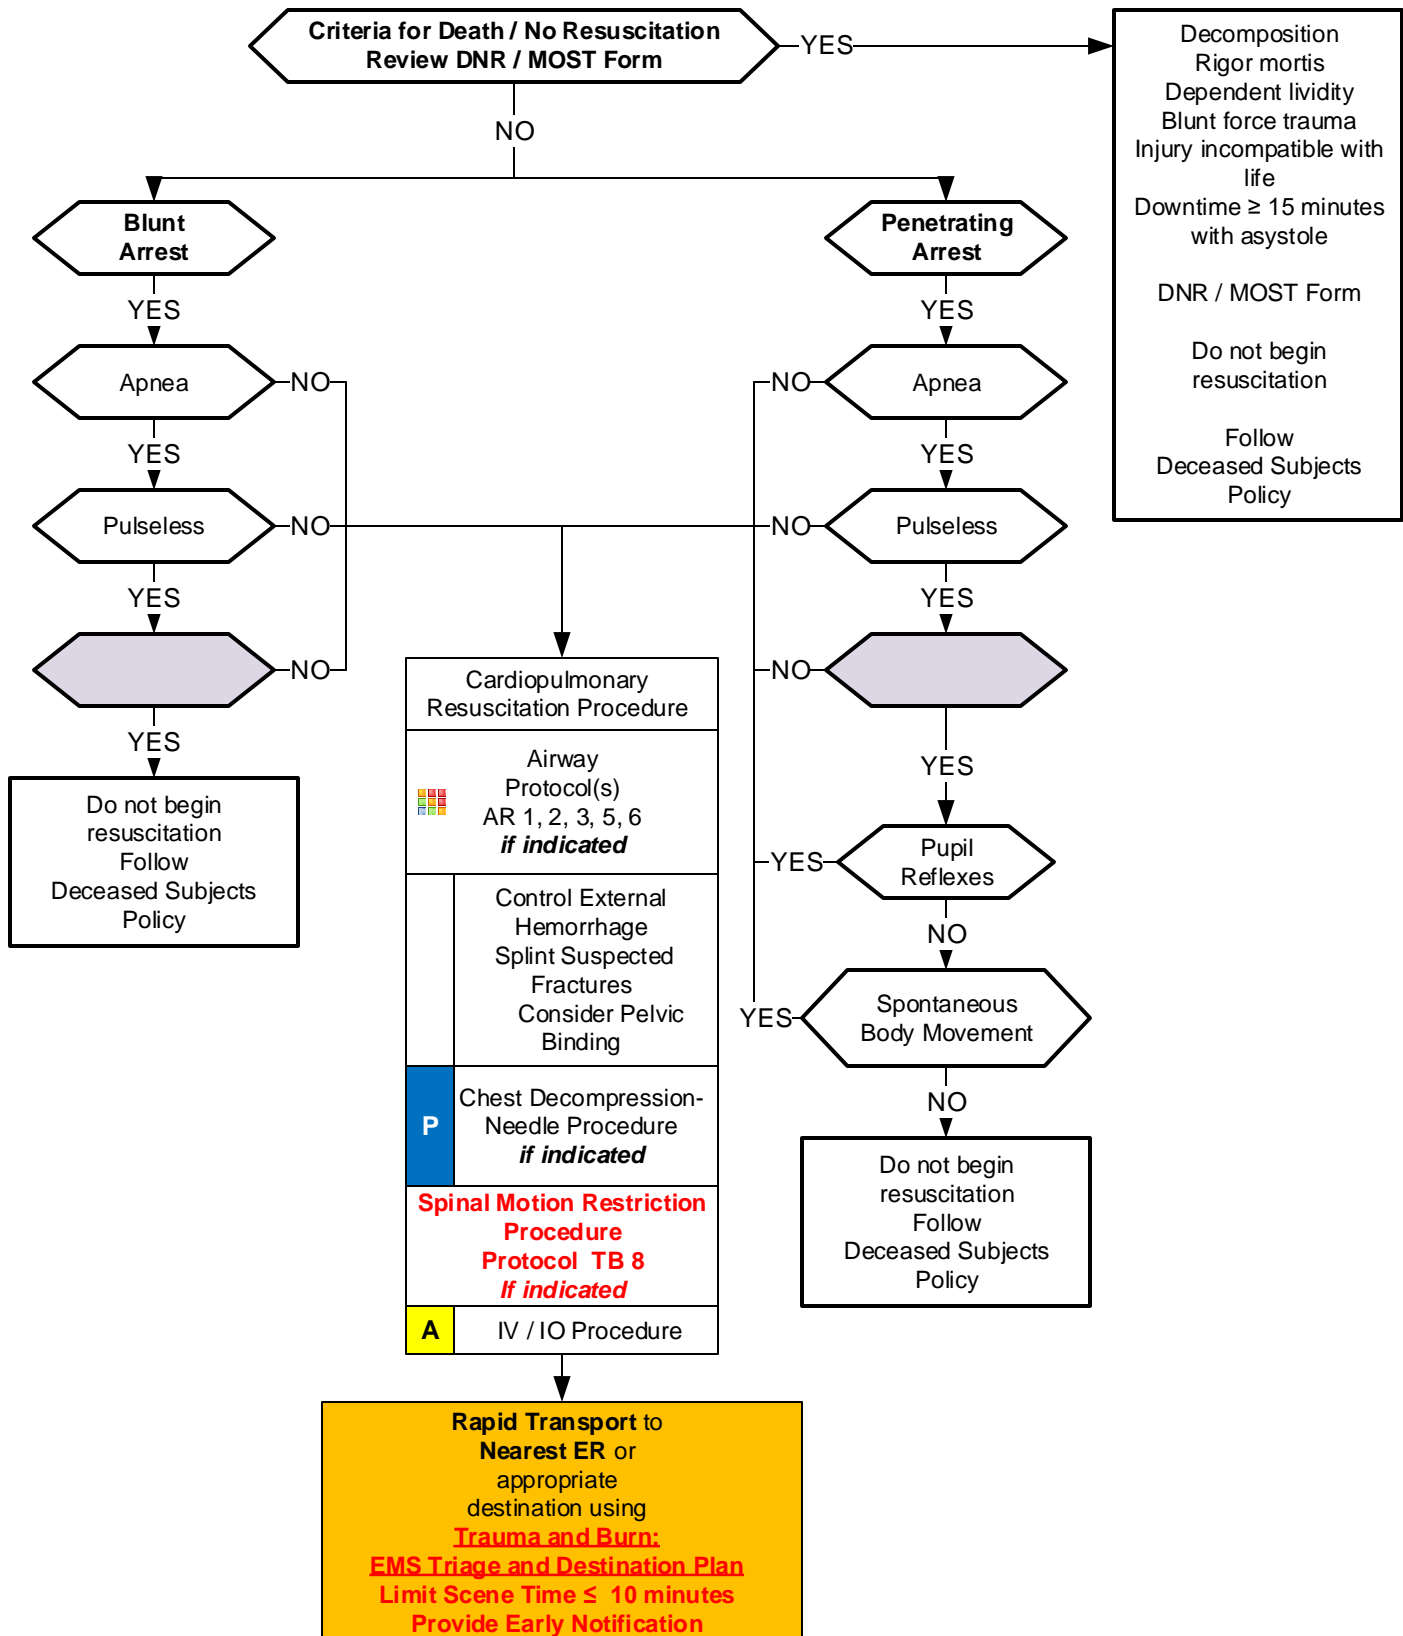 Criteria for Death / No Resuscitation
Review DNR / MOST Form
YES
Decomposition
Rigor mortis
Dependent lividity
Blunt force trauma
Injury incompatible with
life
Downtime ≥ 15 minutes
with asystole
DNR / MOST Form
Do not begin
resuscitation
Follow
Deceased Subjects
Policy
NO
Blunt
Arrest
YES
Apnea
NO
YES
Pulseless
NO
YES
NO
YES
Do not begin
resuscitation
Follow
Deceased Subjects
Policy
Penetrating
Arrest
YES
Apnea
NO
YES
Pulseless
NO
YES
NO
YES
Pupil
Reflexes
YES
NO
Spontaneous
Body Movement
YES
NO
Do not begin
resuscitation
Follow
Deceased Subjects
Policy
Cardiopulmonary
Resuscitation Procedure
Airway
Protocol(s)
AR 1, 2, 3, 5, 6
if indicated
Control External
Hemorrhage
Splint Suspected
Fractures
Consider Pelvic
Binding
P
Chest Decompression-
Needle Procedure
if indicated
Spinal Motion Restriction
Procedure
Protocol TB 8
If indicated
A
IV / IO Procedure
Rapid Transport to
Nearest ER or
appropriate
destination using
Trauma and Burn:
EMS Triage and Destination Plan
Limit Scene Time ≤ 10 minutes
Provide Early Notification